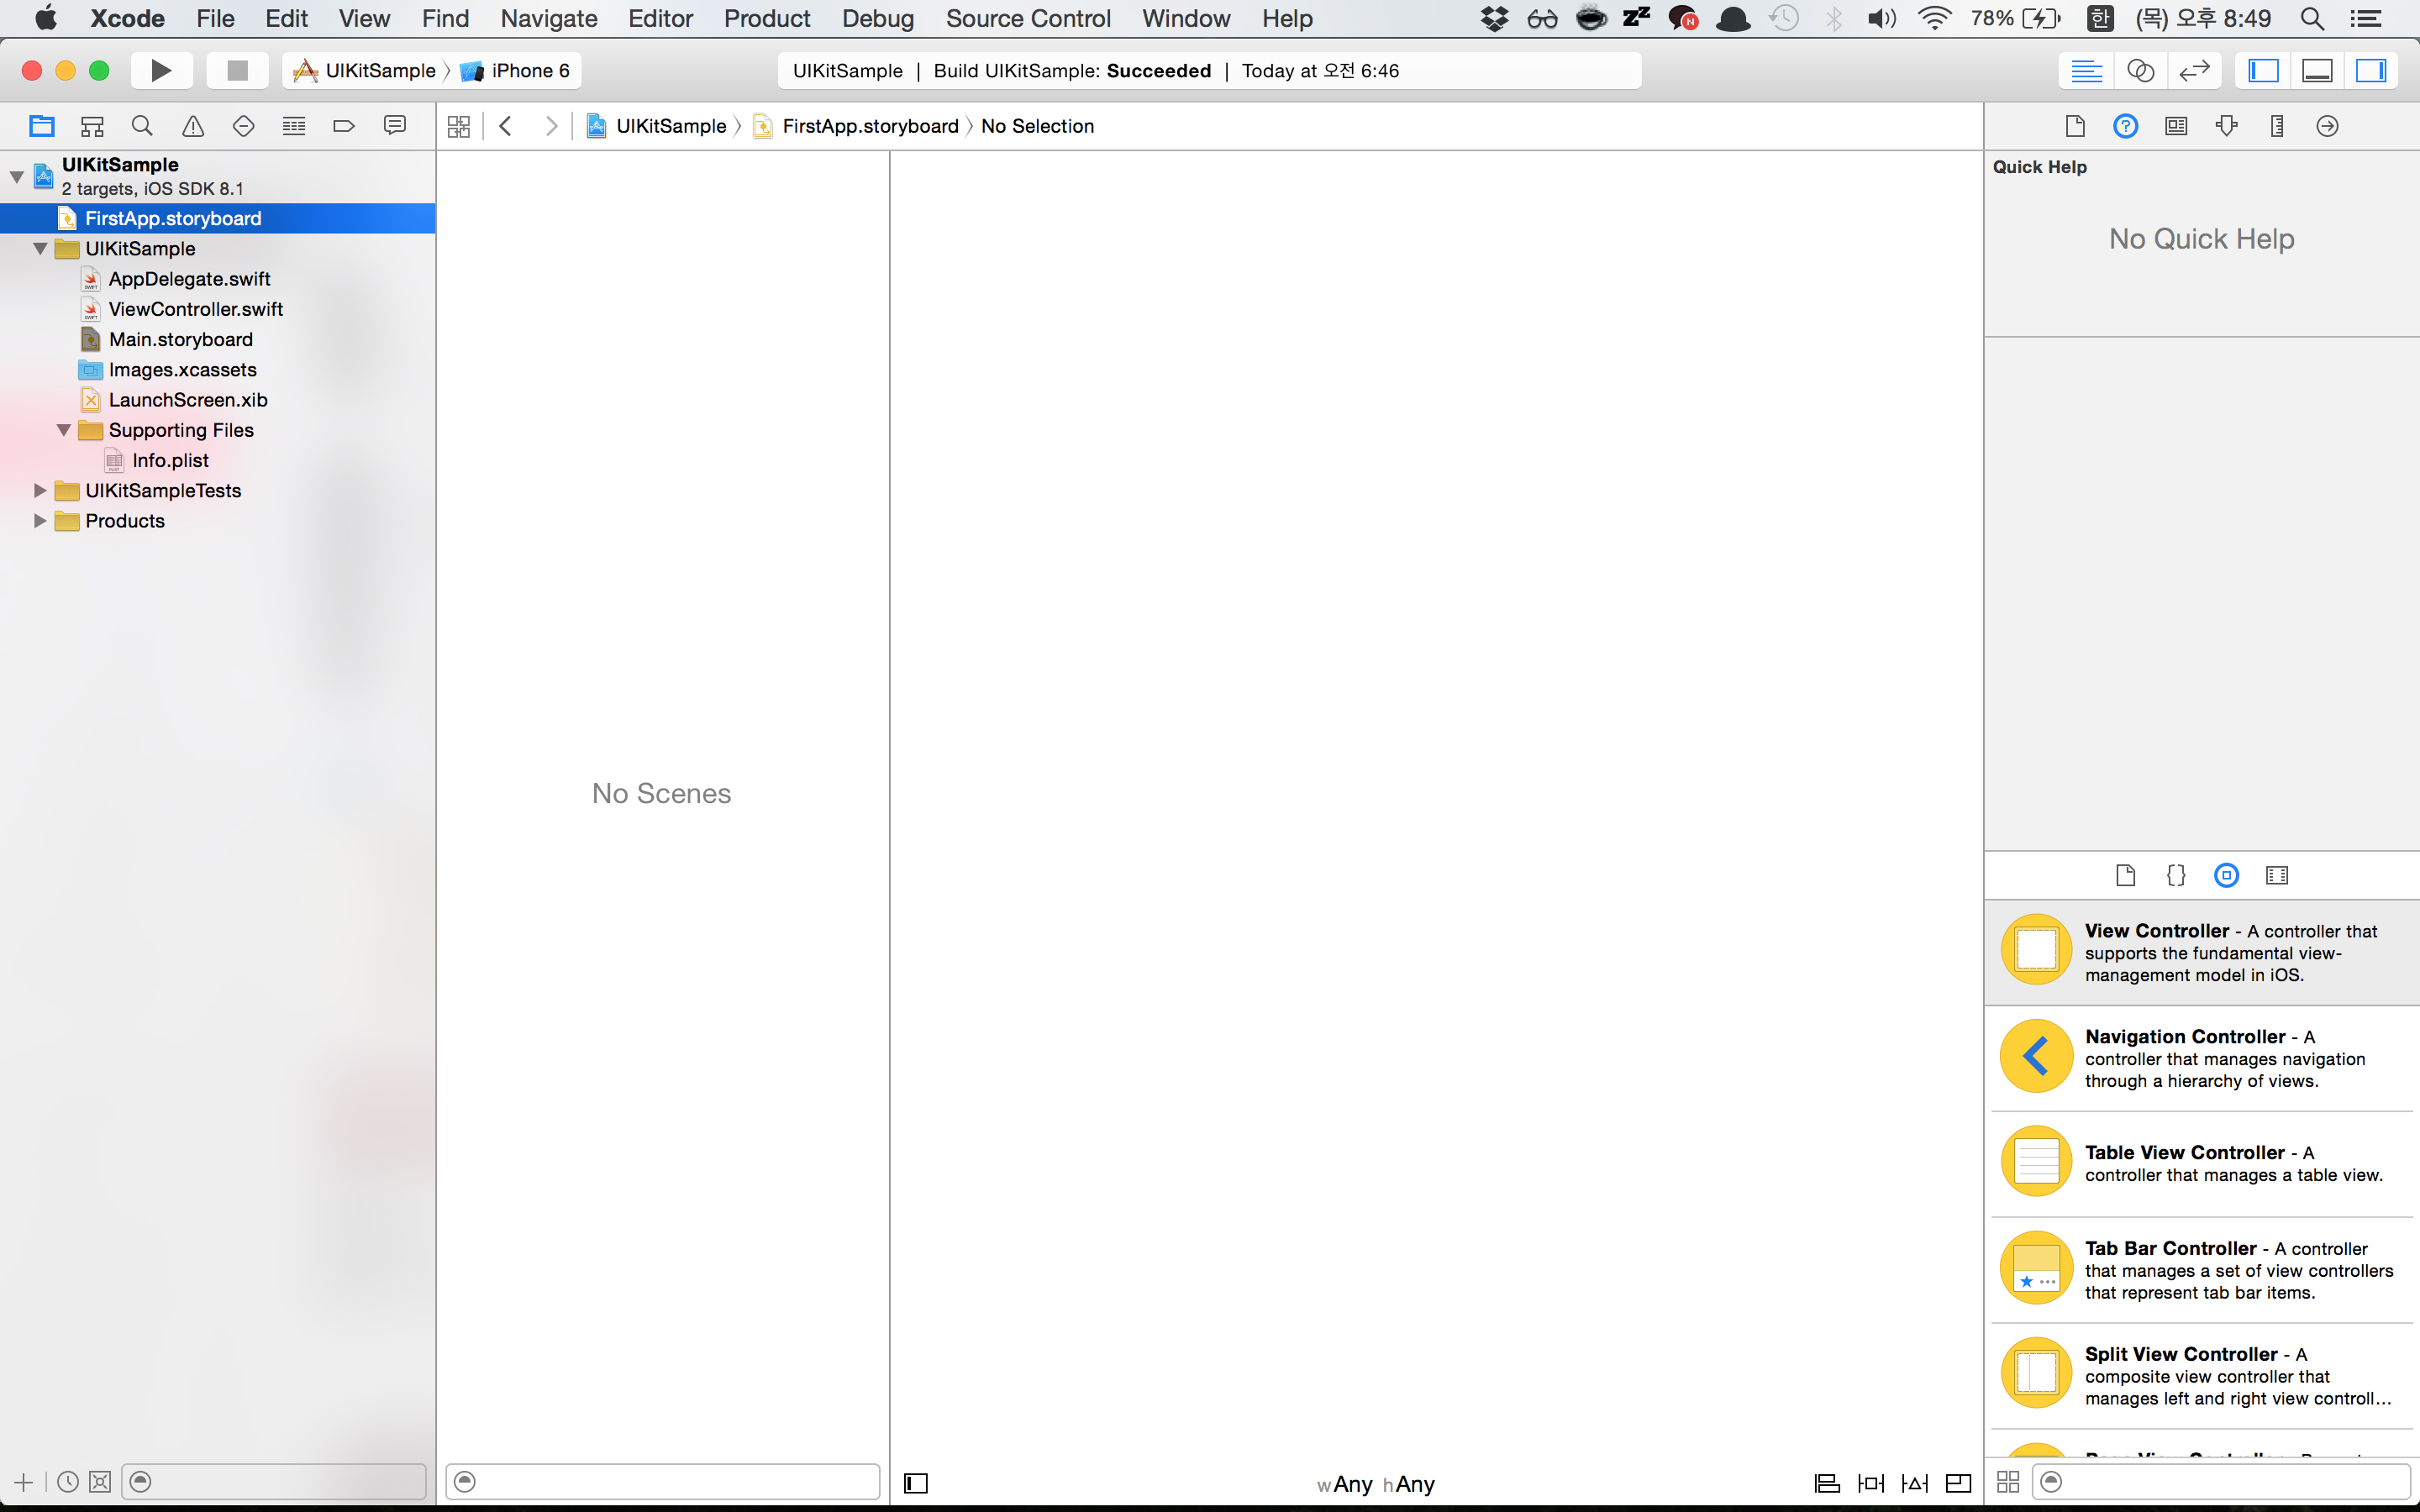 Xcode File Edit View Find Navigate Editor Product Debug Source Control Window Help 78% 한 (목) 오후 8:49
UIKitSample iPhone 6
UIKitSample | Build UIKitSample: Succeeded | Today at 오전 6:46
UIKitSample FirstApp.storyboard No Selection
UIKitSample
2 targets, iOS SDK 8.1
FirstApp.storyboard
UIKitSample
AppDelegate.swift
ViewController.swift
Main.storyboard
Images.xcassets
LaunchScreen.xib
Supporting Files
Info.plist
UIKitSampleTests
Products
No Scenes
wAny hAny
Quick Help
No Quick Help
View Controller - A controller that
supports the fundamental view-
management model in iOS.
Navigation Controller - A
controller that manages navigation
through a hierarchy of views.
Table View Controller - A
controller that manages a table view.
Tab Bar Controller - A controller
that manages a set of view controllers
that represent tab bar items.
Split View Controller - A
composite view controller that
manages left and right view controll...